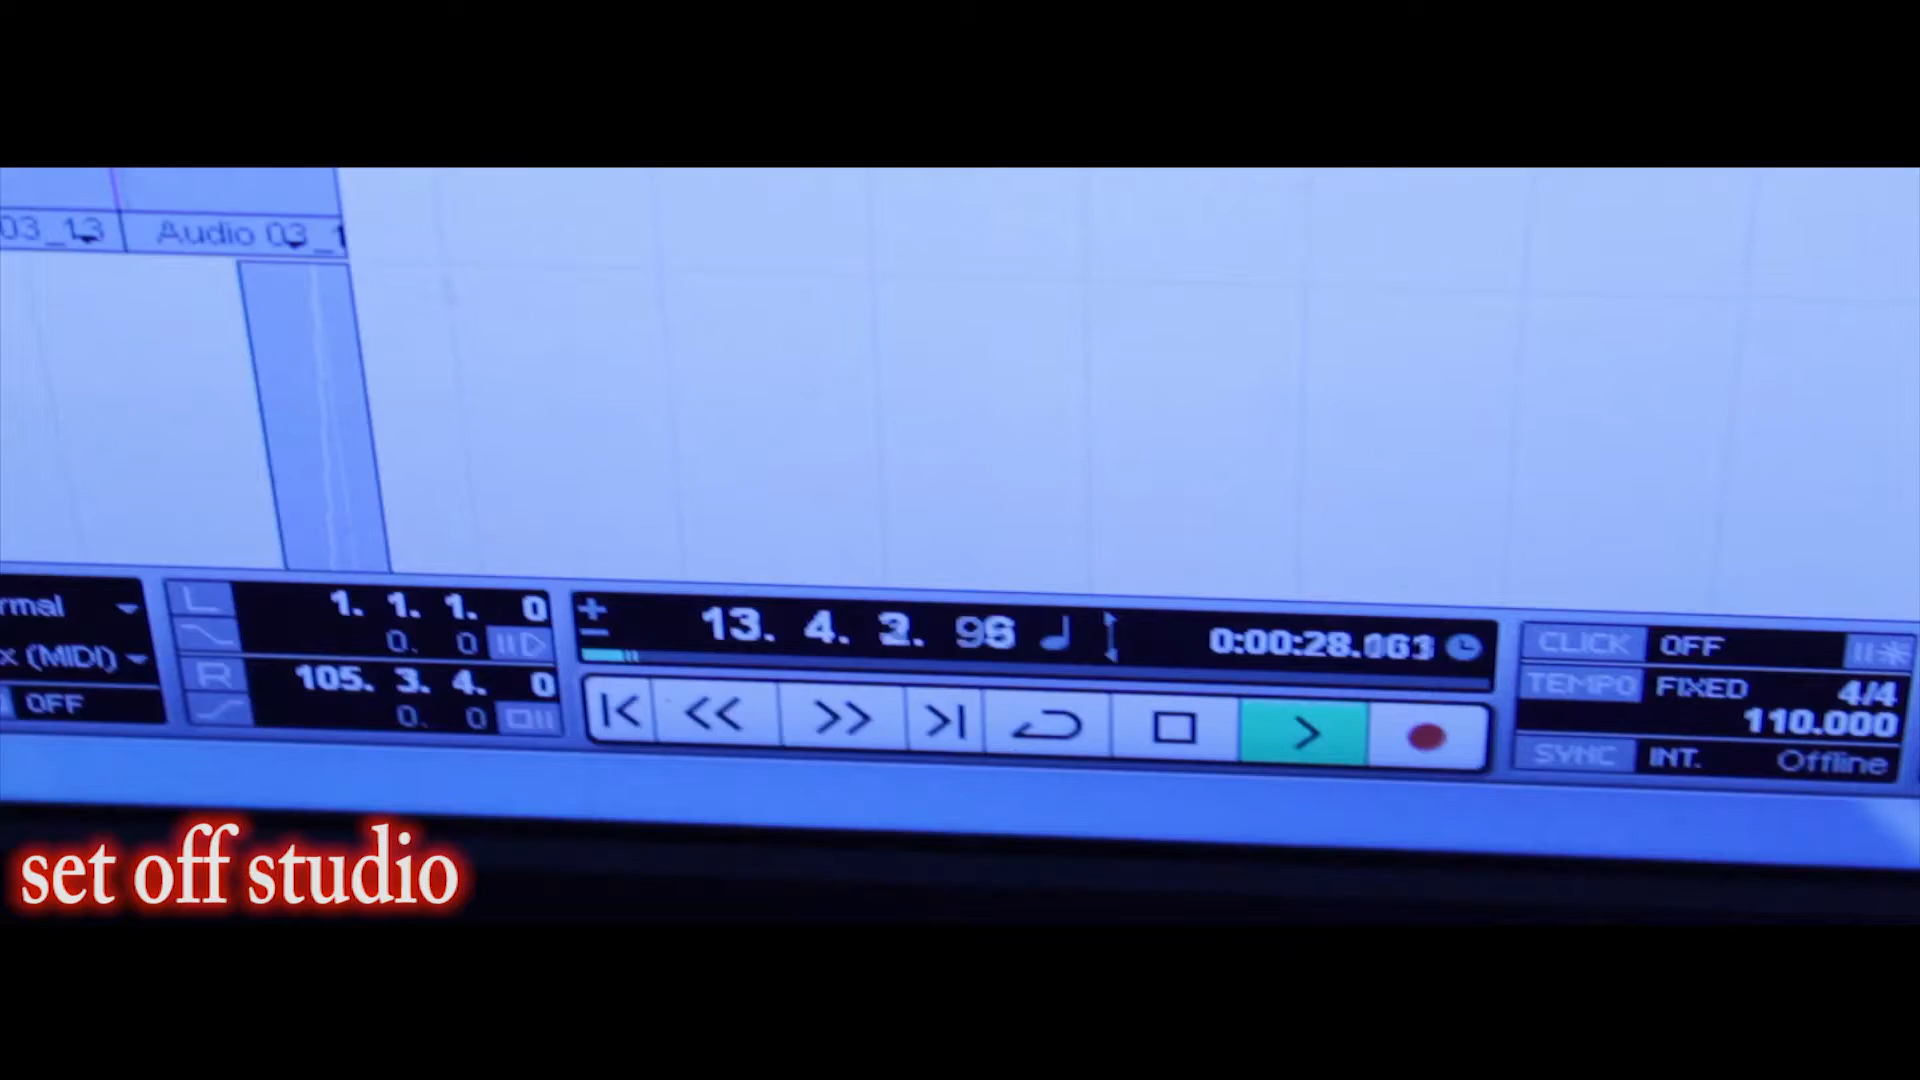 03_13 Audio 03_1
rmal
x (MIDI)
OFF
L 1. 1. 1. 0
0. 0
R 105. 3. 4. 0
0. 0
13. 4. 2. 96
0:00:28.063
CLICK OFF
TEMPO FIXED 4/4
110.000
SYNC INT. Offline
set off studio